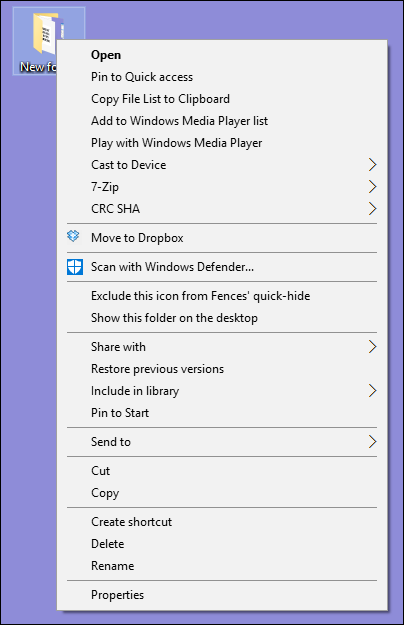 New fo
Open
Pin to Quick access
Copy File List to Clipboard
Add to Windows Media Player list
Play with Windows Media Player
Cast to Device
7-Zip
CRC SHA
Move to Dropbox
Scan with Windows Defender...
Exclude this icon from Fences' quick-hide
Show this folder on the desktop
Share with
Restore previous versions
Include in library
Pin to Start
Send to
Cut
Copy
Create shortcut
Delete
Rename
Properties